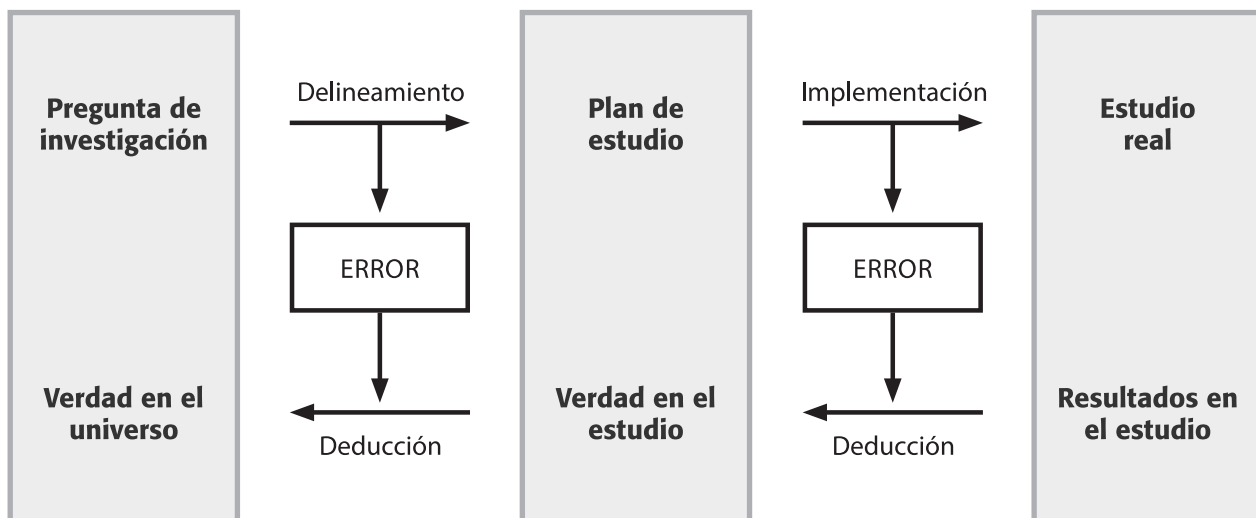 Pregunta de
investigación
Delineamiento
Plan de
estudio
Implementación
Estudio
real
ERROR
ERROR
Verdad en el
universo
Deducción
Verdad en el
estudio
Deducción
Resultados en
el estudio